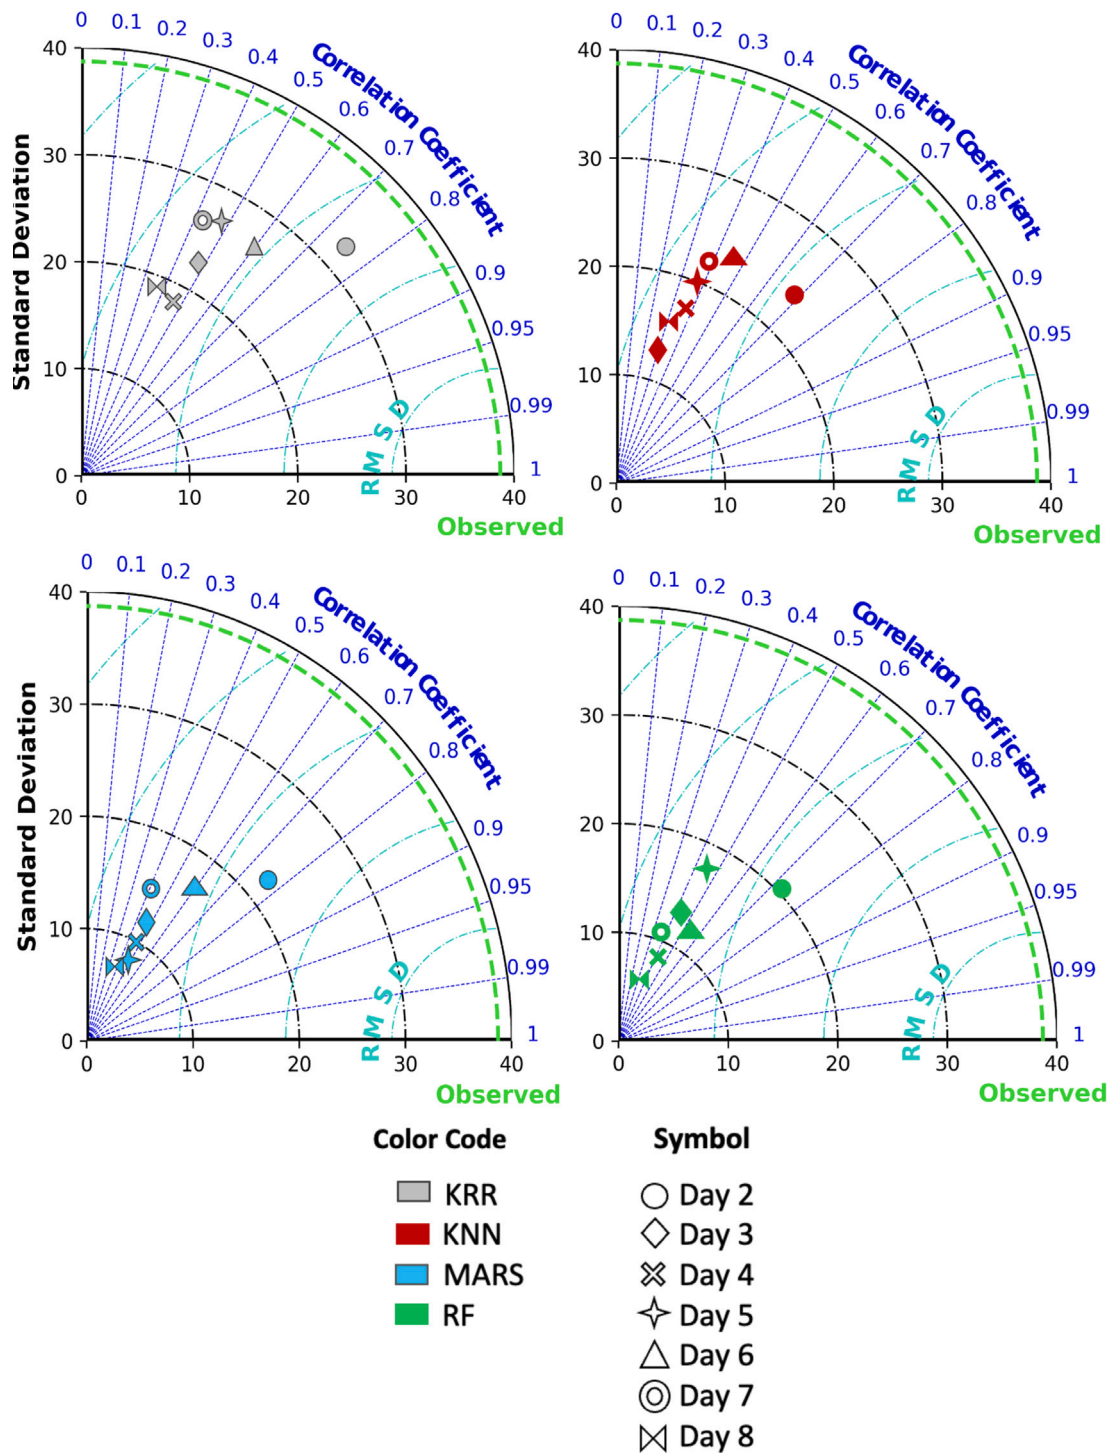 0 0.1 0.2 0.3 0.4 0.5 0.6 0.7 0.8 0.9 0.95 0.99 1
Correlation Coefficient
Standard Deviation
40
30
20
10
0
RMSD
0 10 20 30 40
Observed
0 0.1 0.2 0.3 0.4 0.5 0.6 0.7 0.8 0.9 0.95 0.99 1
Correlation Coefficient
40
30
20
10
0
RMSD
0 10 20 30 40
Observed
0 0.1 0.2 0.3 0.4 0.5 0.6 0.7 0.8 0.9 0.95 0.99 1
Correlation Coefficient
Standard Deviation
40
30
20
10
0
RMSD
0 10 20 30 40
Observed
0 0.1 0.2 0.3 0.4 0.5 0.6 0.7 0.8 0.9 0.95 0.99 1
Correlation Coefficient
40
30
20
10
0
RMSD
0 10 20 30 40
Observed
Color Code
KRR
KNN
MARS
RF
Symbol
Day 2
Day 3
Day 4
Day 5
Day 6
Day 7
Day 8